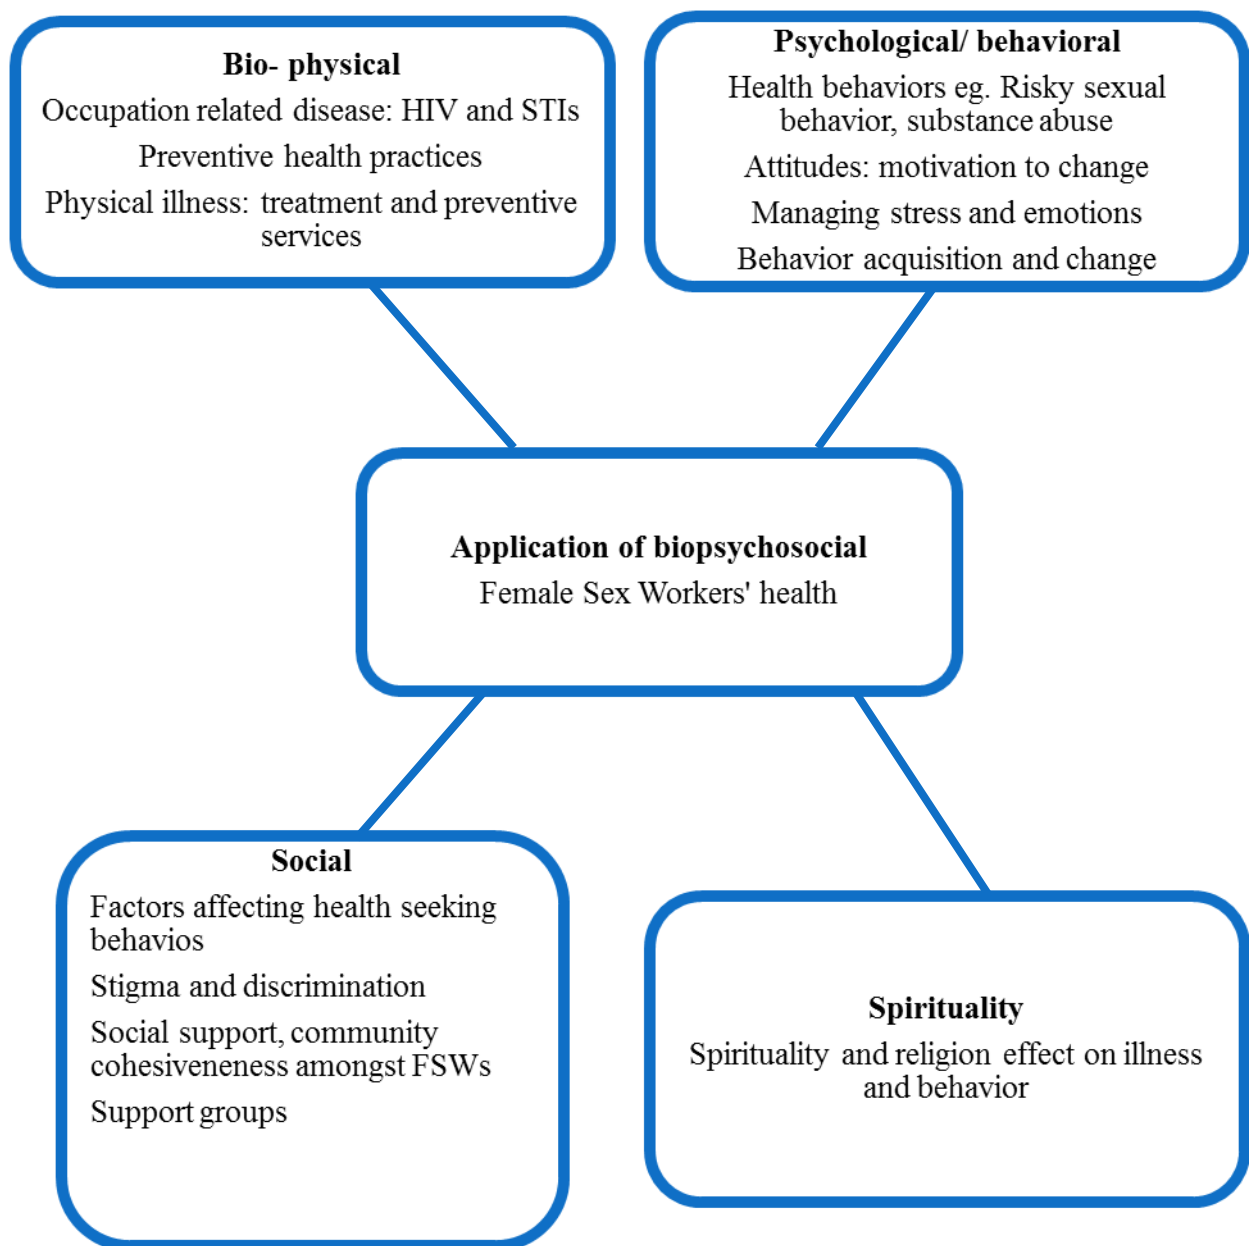 Bio- physical
Occupation related disease: HIV and STIs
Preventive health practices
Physical illness: treatment and preventive
services
Psychological/ behavioral
Health behaviors eg. Risky sexual
behavior, substance abuse
Attitudes: motivation to change
Managing stress and emotions
Behavior acquisition and change
Application of biopsychosocial
Female Sex Workers' health
Social
Factors affecting health seeking
behavios
Stigma and discrimination
Social support, community
cohesiveneness amongst FSWs
Support groups
Spirituality
Spirituality and religion effect on illness
and behavior